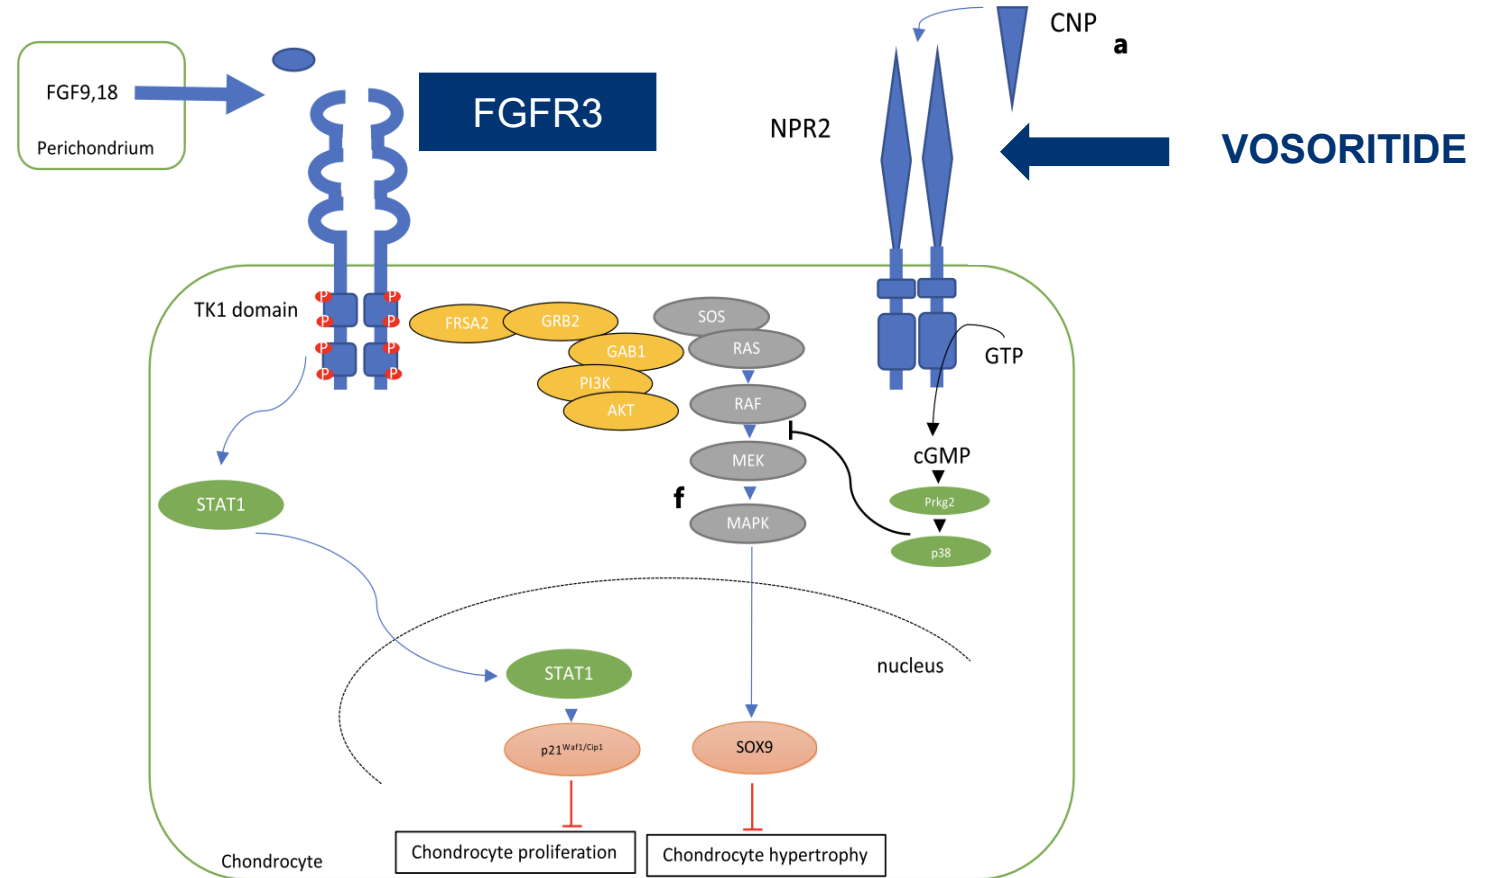 CNP
a
FGF9,18
Perichondrium
FGFR3
NPR2
VOSORITIDE
TK1 domain
P
P
P
P
P
P
P
P
FRSA2
GRB2
GAB1
PI3K
AKT
SOS
RAS
RAF
MEK
f
MAPK
GTP
cGMP
Prkg2
p38
STAT1
nucleus
STAT1
p21Waf1/Cip1
SOX9
Chondrocyte proliferation
Chondrocyte hypertrophy
Chondrocyte